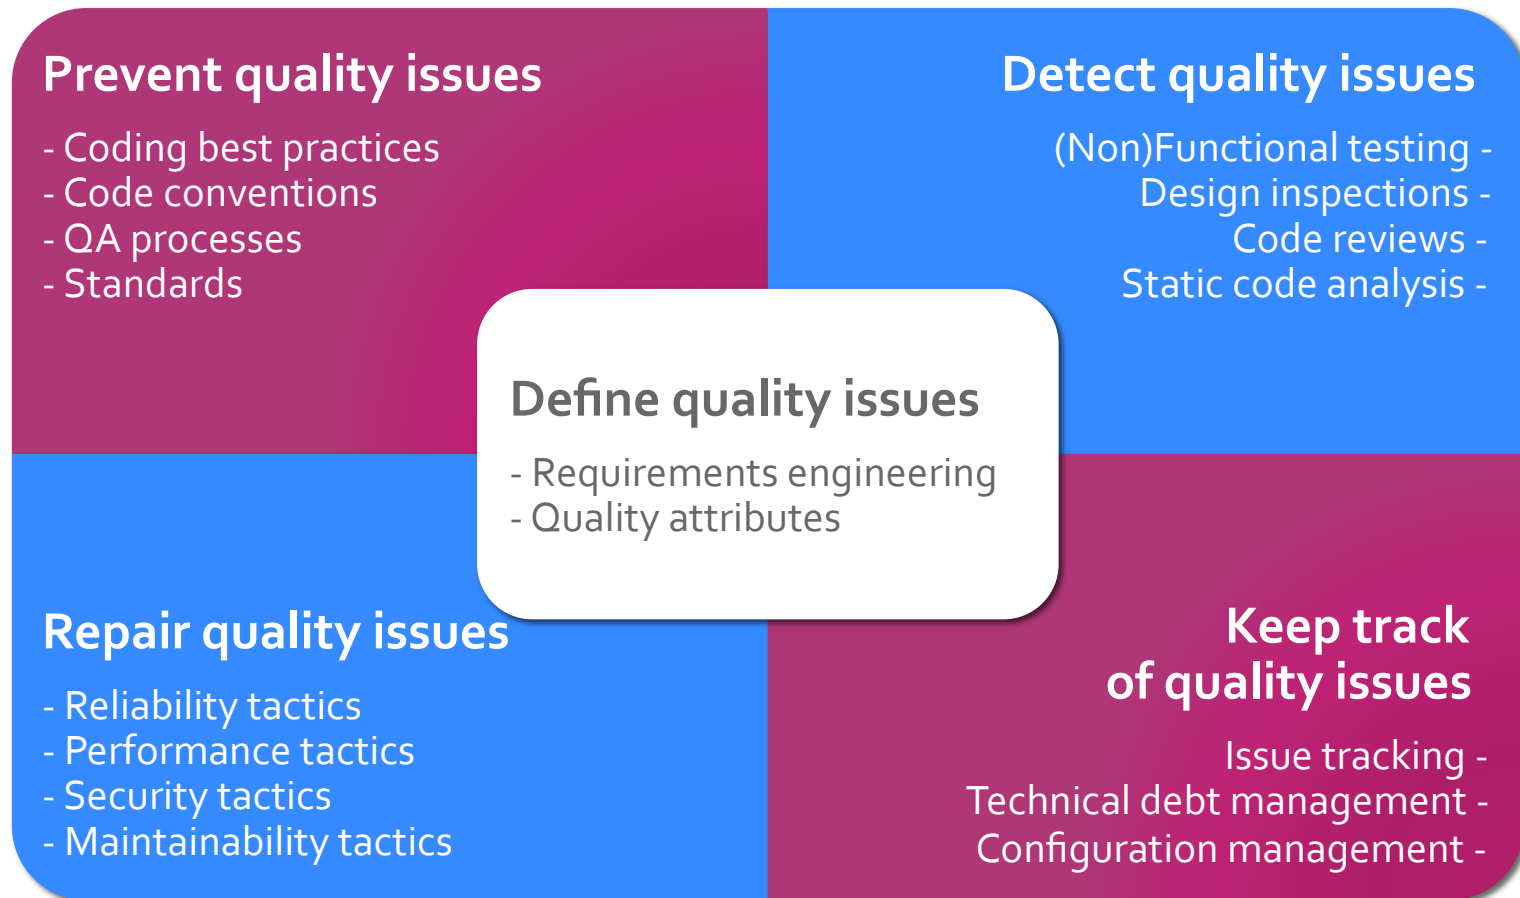 Prevent quality issues
- Coding best practices
- Code conventions
- QA processes
- Standards
Detect quality issues
(Non)Functional testing -
Design inspections -
Code reviews -
Static code analysis -
Define quality issues
- Requirements engineering
- Quality attributes
Repair quality issues
- Reliability tactics
- Performance tactics
- Security tactics
- Maintainability tactics
Keep track
of quality issues
Issue tracking -
Technical debt management -
Configuration management -